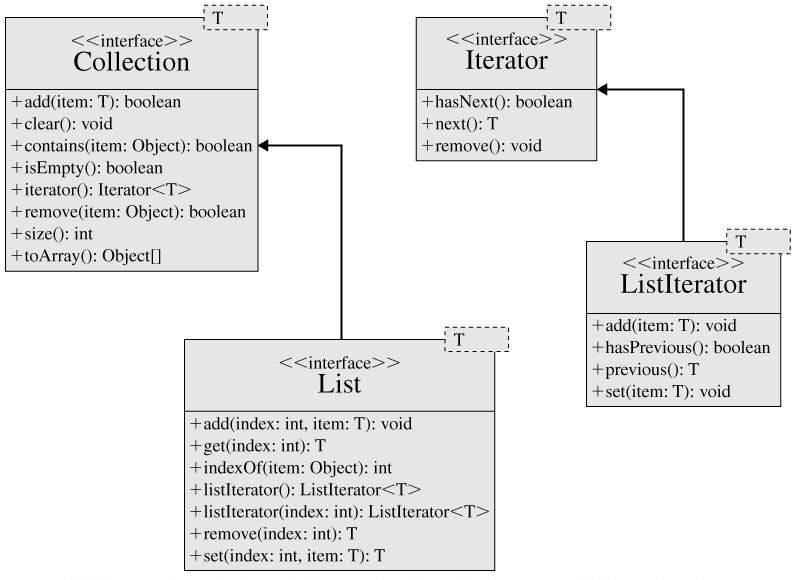 T
<<interface>>
Collection
+add(item: T): boolean
+clear(): void
+contains(item: Object): boolean
+isEmpty(): boolean
+iterator(): Iterator<T>
+remove(item: Object): boolean
+size(): int
+toArray(): Object[]
T
<<interface>>
Iterator
+hasNext(): boolean
+next(): T
+remove(): void
T
<<interface>>
List
+add(index: int, item: T): void
+get(index: int): T
+indexOf(item: Object): int
+listIterator(): ListIterator<T>
+listIterator(index: int): ListIterator<T>
+remove(index: int): T
+set(index: int, item: T): T
T
<<interface>>
ListIterator
+add(item: T): void
+hasPrevious(): boolean
+previous(): T
+set(item: T): void